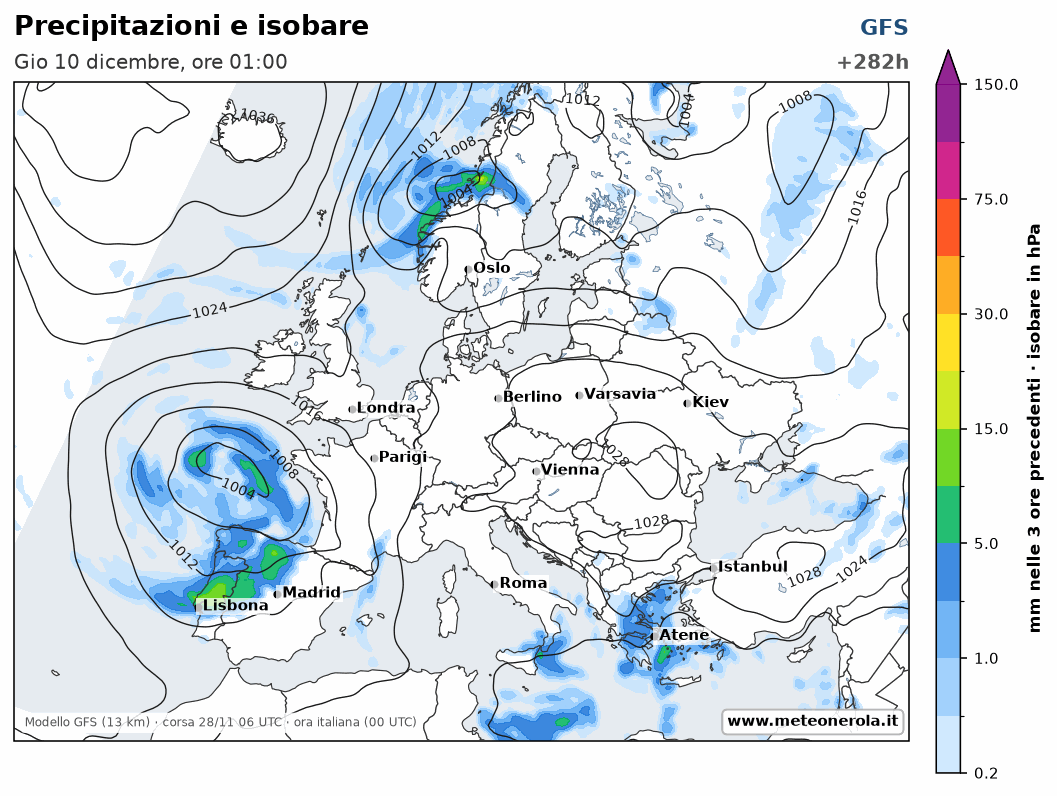 Precipitazioni e isobare
GFS
Gio 10 dicembre, ore 01:00
+282h
1036
1012
1004
1008
1012
1008
1004
1016
Oslo
1024
1016
Londra
Berlino
Varsavia
Kiev
Parigi
1008
1028
Vienna
1004
1028
1012
Istanbul
1028
1024
Roma
Madrid
Lisbona
Atene
Modello GFS (13 km) · corsa 28/11 06 UTC · ora italiana (00 UTC)
www.meteonerola.it
150.0
75.0
30.0
15.0
5.0
1.0
0.2
mm nelle 3 ore precedenti · isobare in hPa